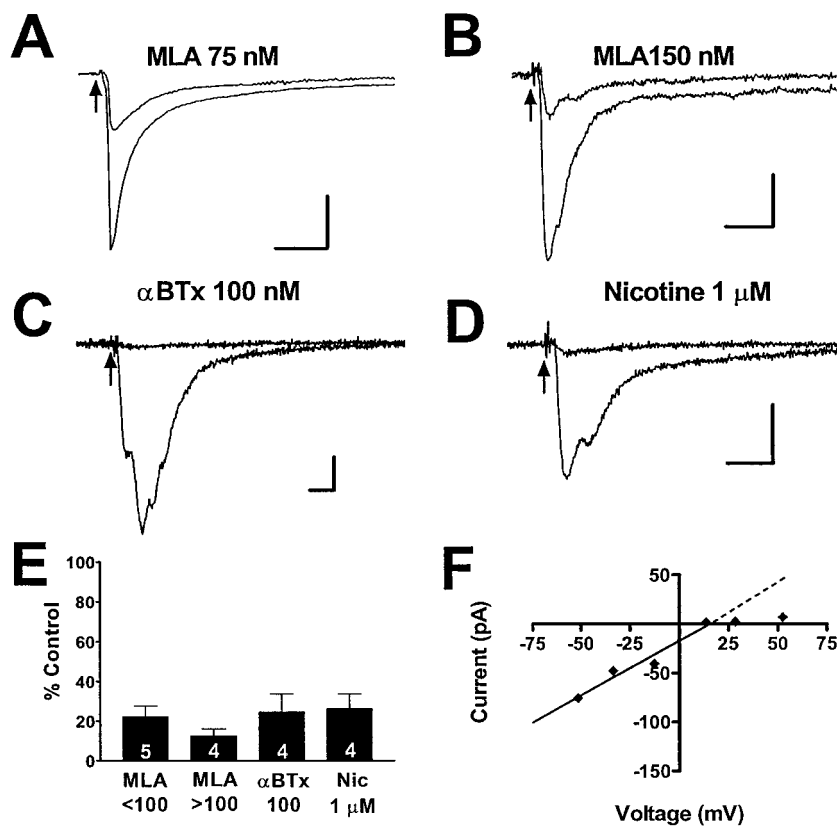 A
MLA 75 nM
B
MLA150 nM
C
αBTx 100 nM
D
Nicotine 1 μM
E
100
80
60
40
20
0
% Control
5
4
4
4
MLA
<100
MLA
>100
αBTx
100
Nic
1 μM
F
50
-75
-50
-25
25
50
75
-50
-100
-150
Current (pA)
Voltage (mV)